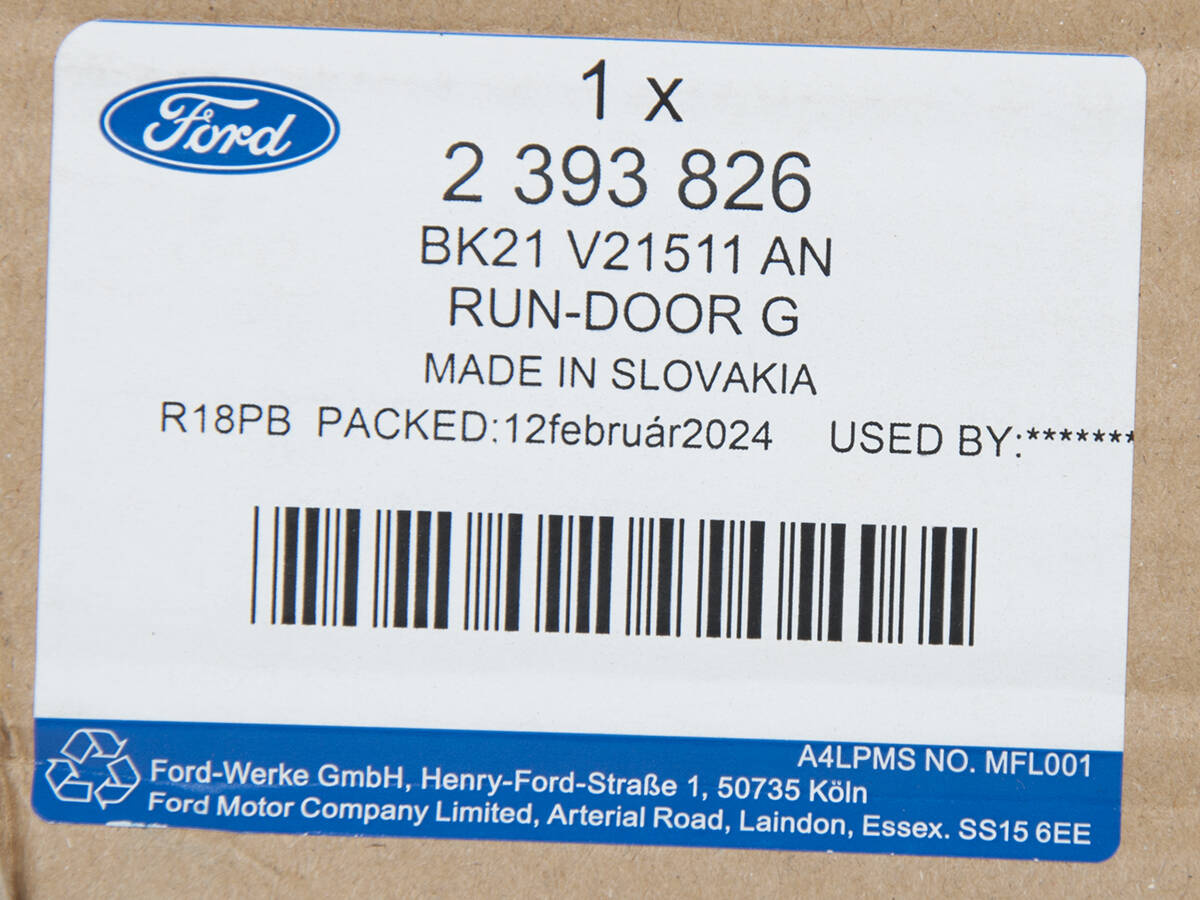 Ford
1 x
2 393 826
BK21 V21511 AN
RUN-DOOR G
MADE IN SLOVAKIA
R18PB PACKED:12február2024 USED BY:*******
A4LPMS NO. MFL001
Ford-Werke GmbH, Henry-Ford-Straße 1, 50735 Köln
Ford Motor Company Limited, Arterial Road, Laindon, Essex. SS15 6EE